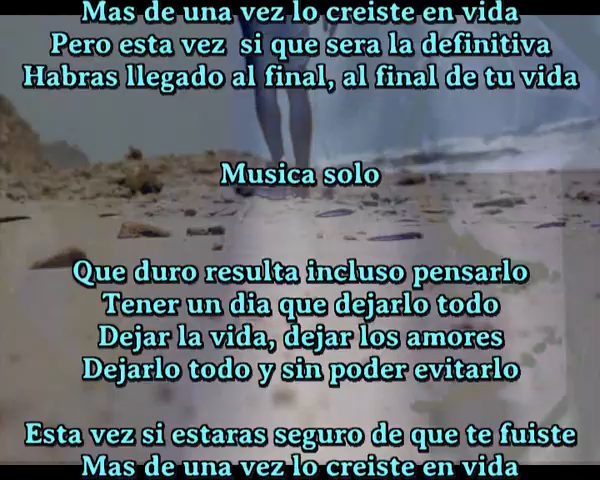 Mas de una vez lo creiste en vida
Pero esta vez si que sera la definitiva
Habras llegado al final, al final de tu vida
Musica solo
Que duro resulta incluso pensarlo
Tener un dia que dejarlo todo
Dejar la vida, dejar los amores
Dejarlo todo y sin poder evitarlo
Esta vez si estaras seguro de que te fuiste
Mas de una vez lo creiste en vida